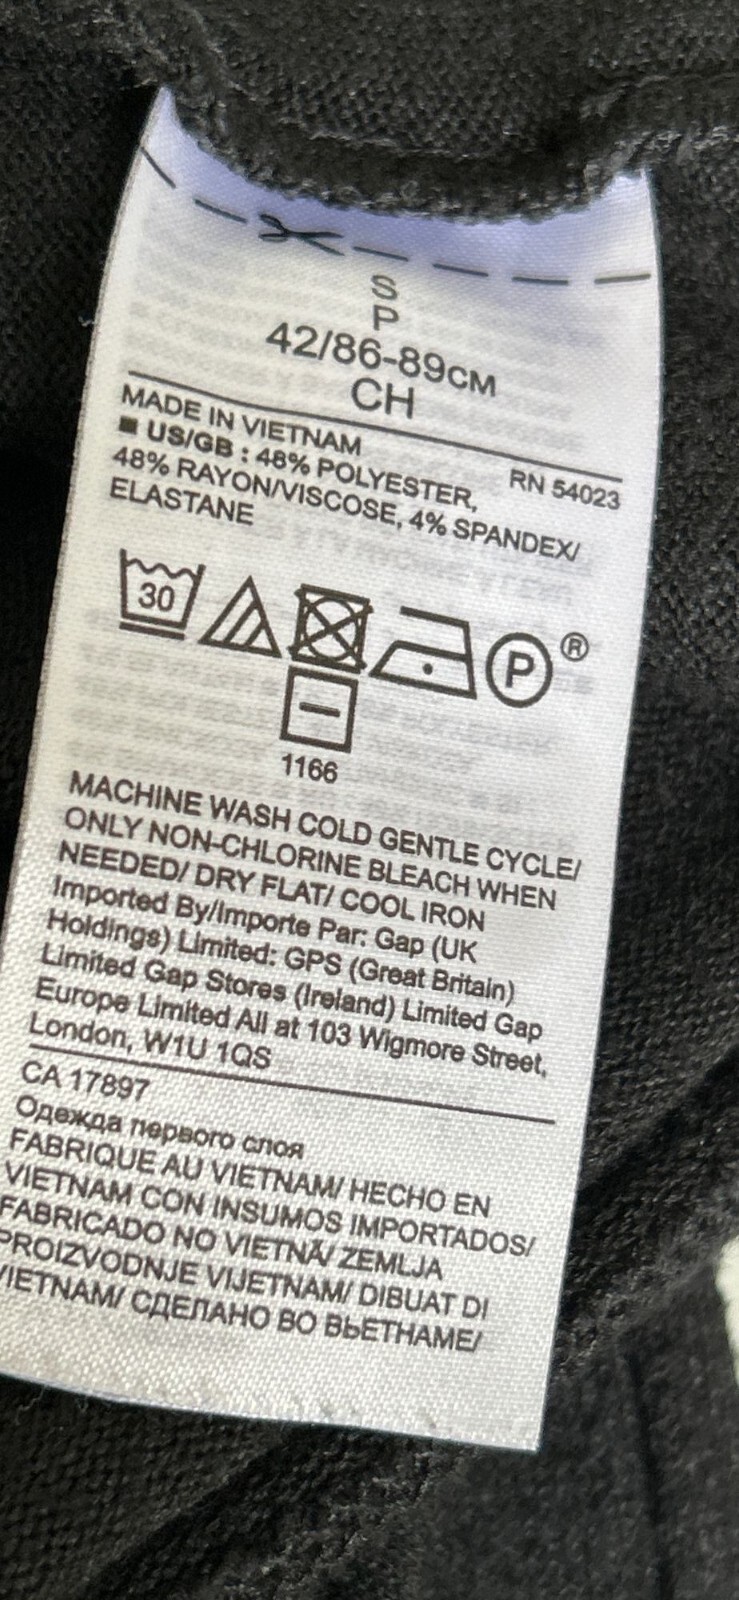 S
P
42/86-89CM
CH
MADE IN VIETNAM
RN 54023
■ US/GB : 48% POLYESTER,
48% RAYON/VISCOSE, 4% SPANDEX/
ELASTANE
30
P ®
1166
MACHINE WASH COLD GENTLE CYCLE/
ONLY NON-CHLORINE BLEACH WHEN
NEEDED/ DRY FLAT/ COOL IRON
Imported By/Importe Par: Gap (UK
Holdings) Limited: GPS (Great Britain)
Limited Gap Stores (Ireland) Limited Gap
Europe Limited All at 103 Wigmore Street,
London, W1U 1QS
CA 17897
Одежда первого слоя
FABRIQUE AU VIETNAM/ HECHO EN
VIETNAM CON INSUMOS IMPORTADOS/
FABRICADO NO VIETNÃ/ ZEMLJA
PROIZVODNJE VIJETNAM/ DIBUAT DI
VIETNAM/ СДЕЛАНО ВО ВЬЕТНАМЕ/